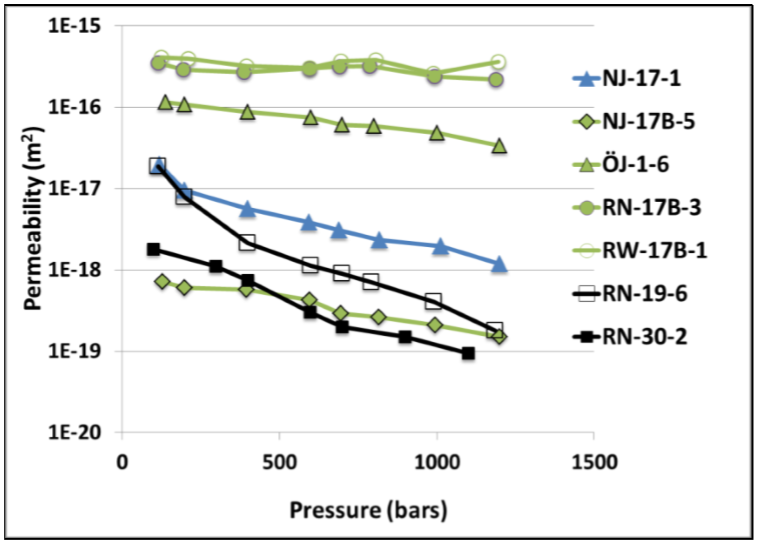 1E-15
1E-16
1E-17
1E-18
1E-19
1E-20
Permeability (m²)
0 500 1000 1500
Pressure (bars)
NJ-17-1
NJ-17B-5
ÖJ-1-6
RN-17B-3
RW-17B-1
RN-19-6
RN-30-2